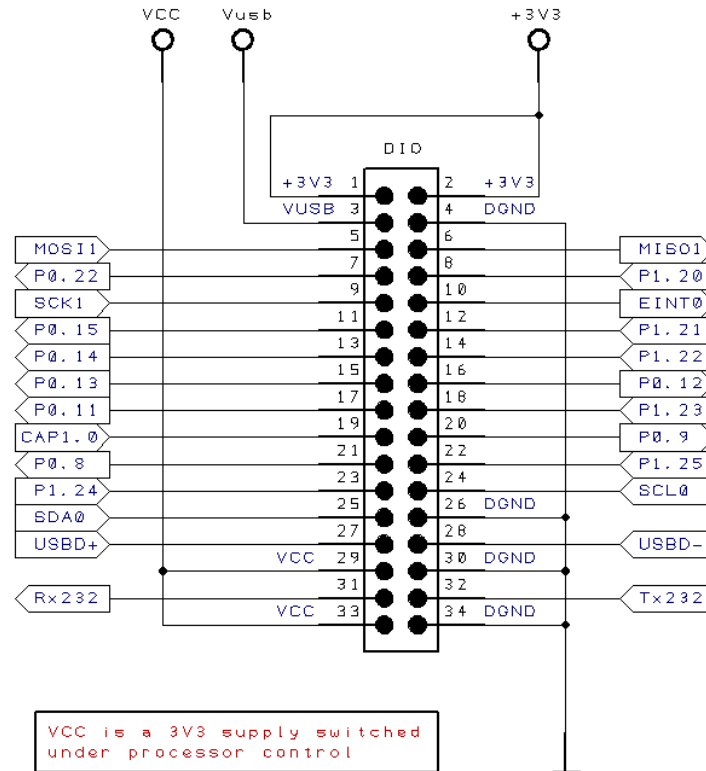 VCC Vusb +3V3
DIO
+3V3 1 2 +3V3
VUSB 3 4 DGND
MOSI1 5 6 MISO1
P0.22 7 8 P1.20
SCK1 9 10 EINT0
P0.15 11 12 P1.21
P0.14 13 14 P1.22
P0.13 15 16 P0.12
P0.11 17 18 P1.23
CAP1.0 19 20 P0.9
P0.8 21 22 P1.25
P1.24 23 24 SCL0
SDA0 25 26 DGND
USBD+ 27 28 USBD-
VCC 29 30 DGND
Rx232 31 32 Tx232
VCC 33 34 DGND
VCC is a 3V3 supply switched
under processor control